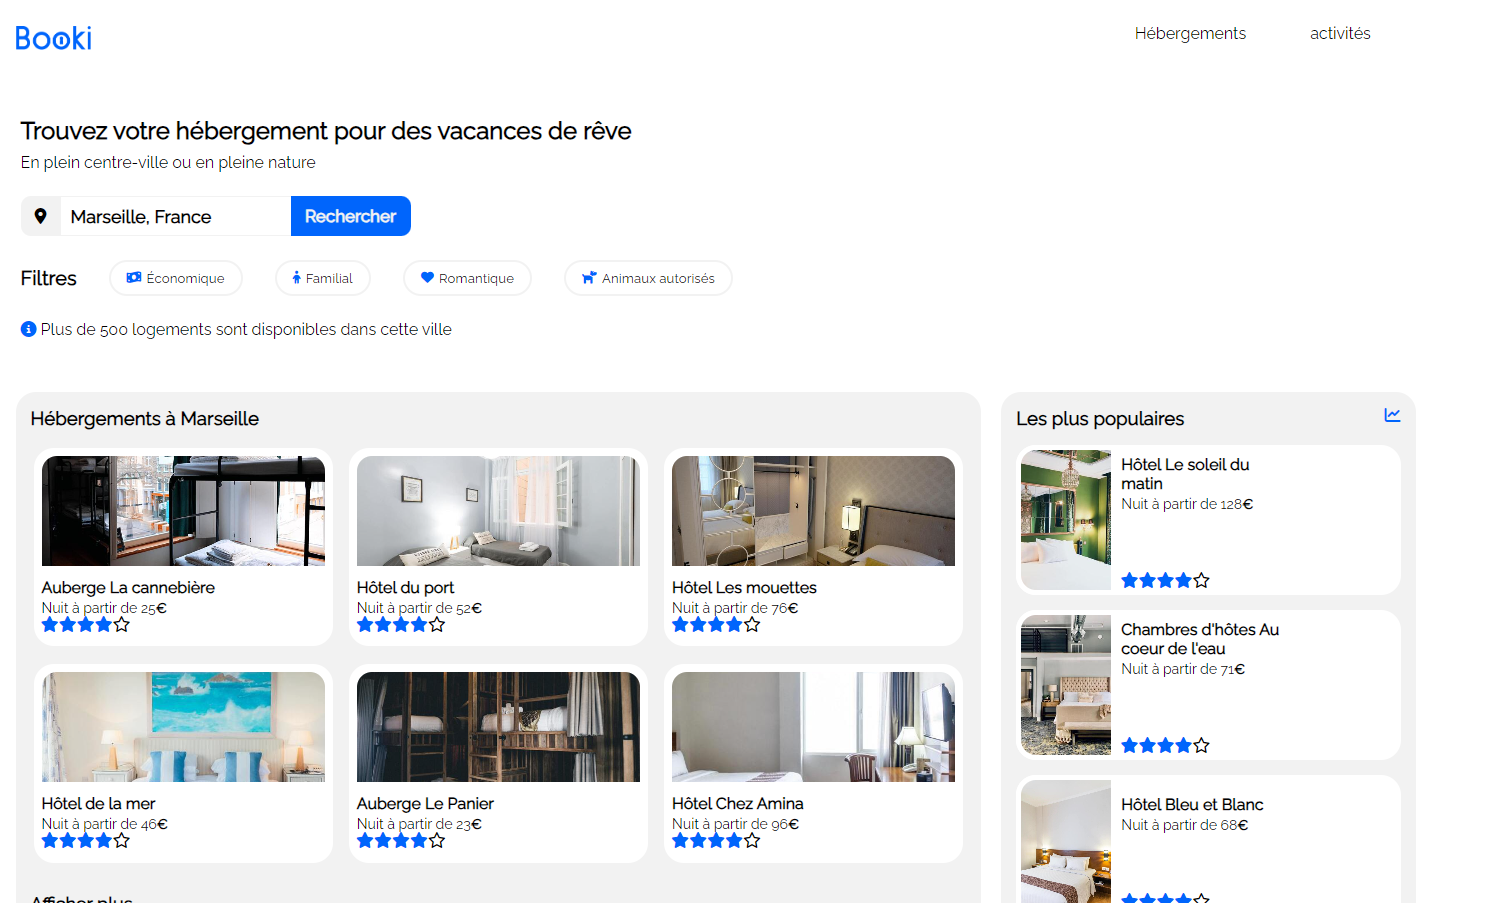 Booki
Hébergements
activités
Trouvez votre hébergement pour des vacances de rêve
En plein centre-ville ou en pleine nature
Marseille, France
Rechercher
Filtres
Économique
Familial
Romantique
Animaux autorisés
Plus de 500 logements sont disponibles dans cette ville
Hébergements à Marseille
Auberge La cannebière
Nuit à partir de 25€
Hôtel du port
Nuit à partir de 52€
Hôtel Les mouettes
Nuit à partir de 76€
Hôtel de la mer
Nuit à partir de 46€
Auberge Le Panier
Nuit à partir de 23€
Hôtel Chez Amina
Nuit à partir de 96€
Afficher plus
Les plus populaires
Hôtel Le soleil du
matin
Nuit à partir de 128€
Chambres d'hôtes Au
coeur de l'eau
Nuit à partir de 71€
Hôtel Bleu et Blanc
Nuit à partir de 68€